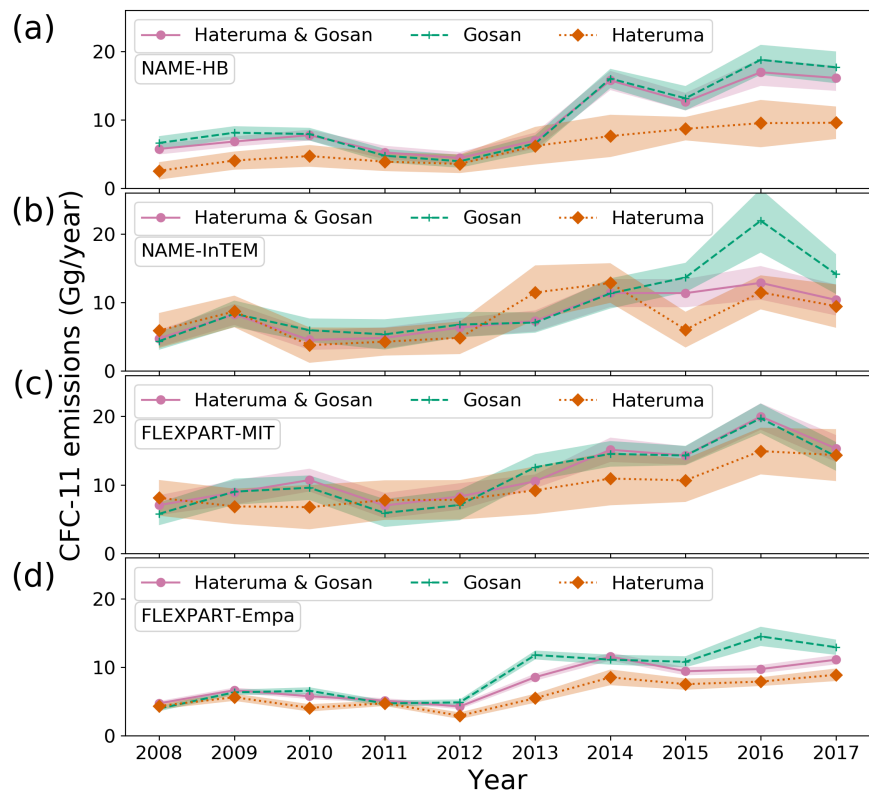 (a)
Hateruma & Gosan Gosan Hateruma
NAME-HB
20
10
0
(b)
Hateruma & Gosan Gosan Hateruma
NAME-InTEM
20
10
0
(c)
Hateruma & Gosan Gosan Hateruma
FLEXPART-MIT
20
10
0
(d)
Hateruma & Gosan Gosan Hateruma
FLEXPART-Empa
20
10
0
CFC-11 emissions (Gg/year)
2008 2009 2010 2011 2012 2013 2014 2015 2016 2017
Year